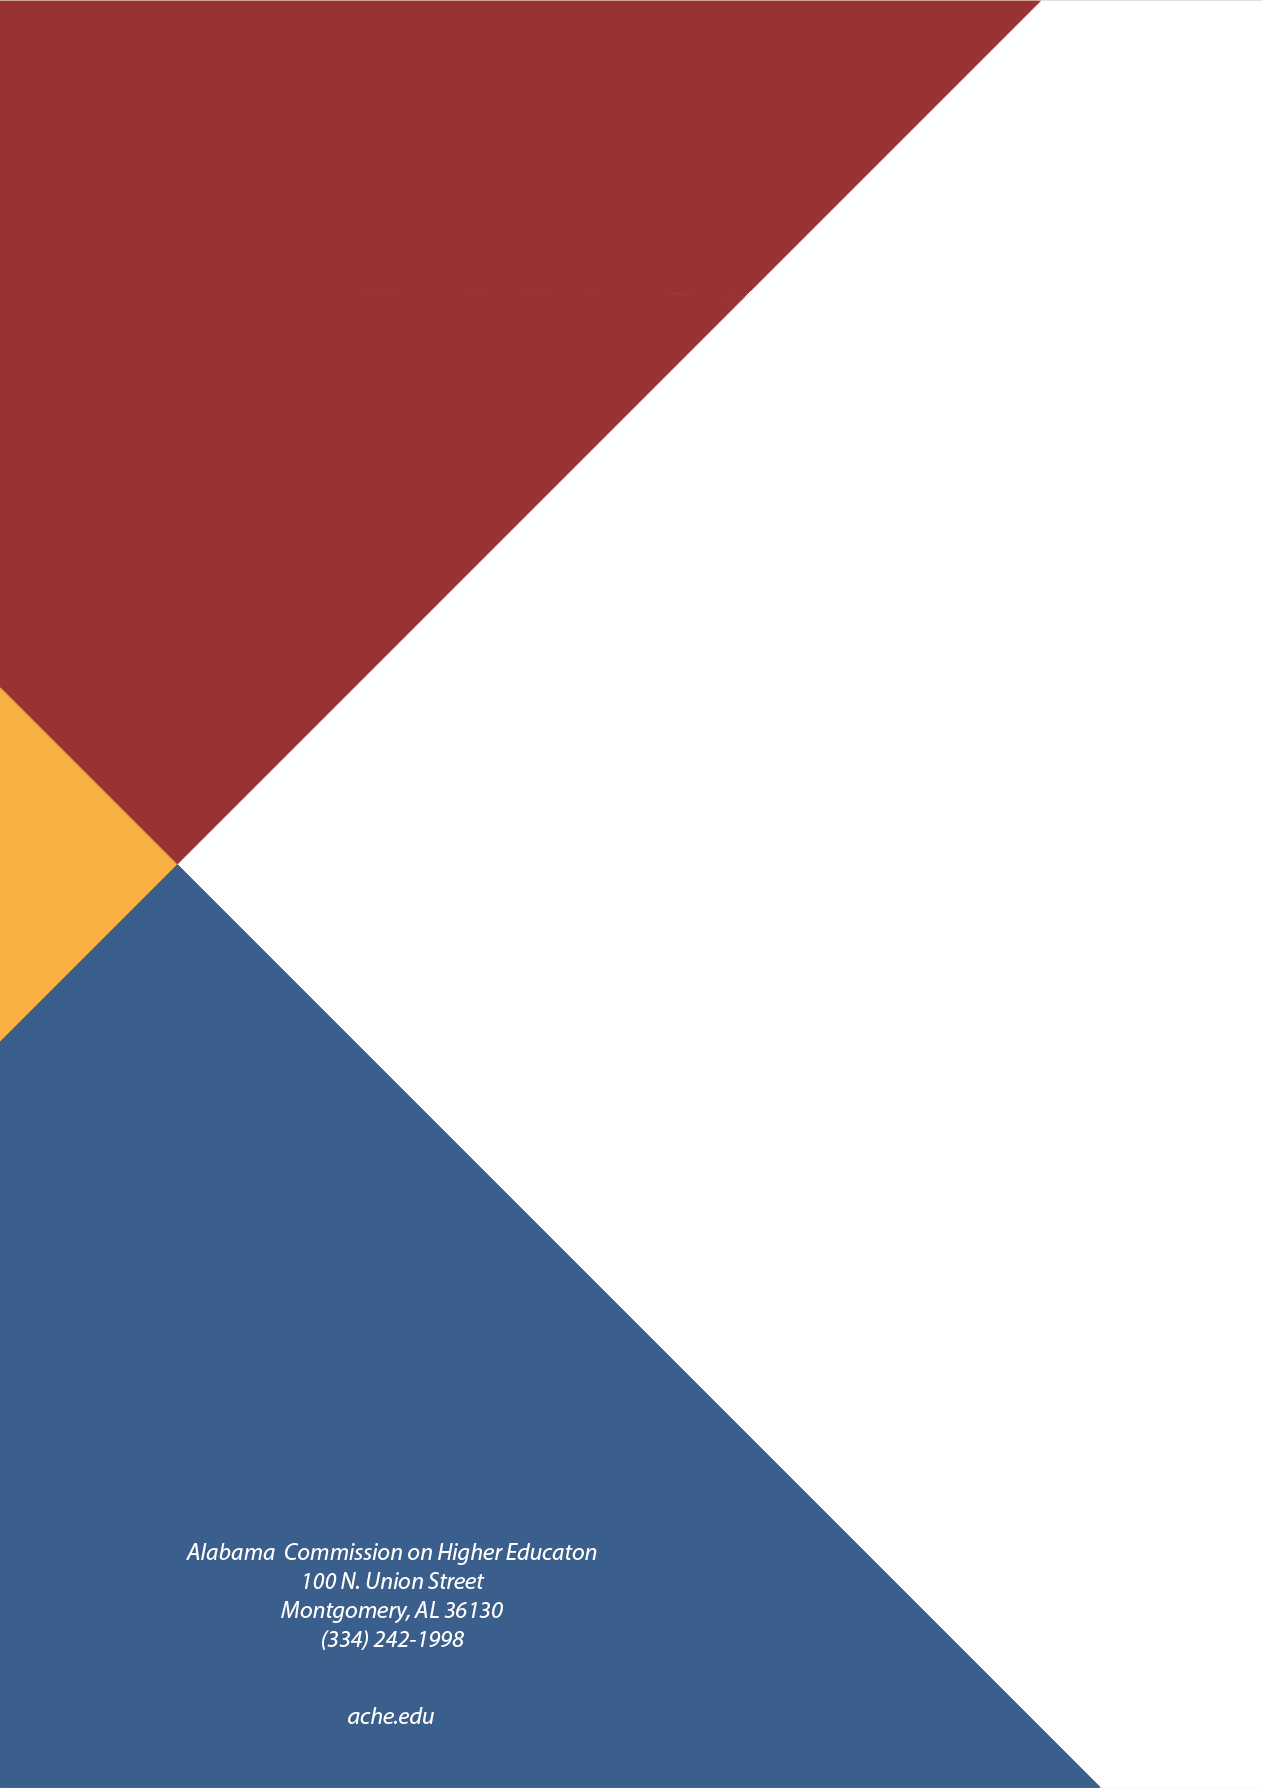 Alabama  Commission on Higher Educaton
100 N. Union Street
Montgomery, AL 36130
(334) 242-1998
ache.edu